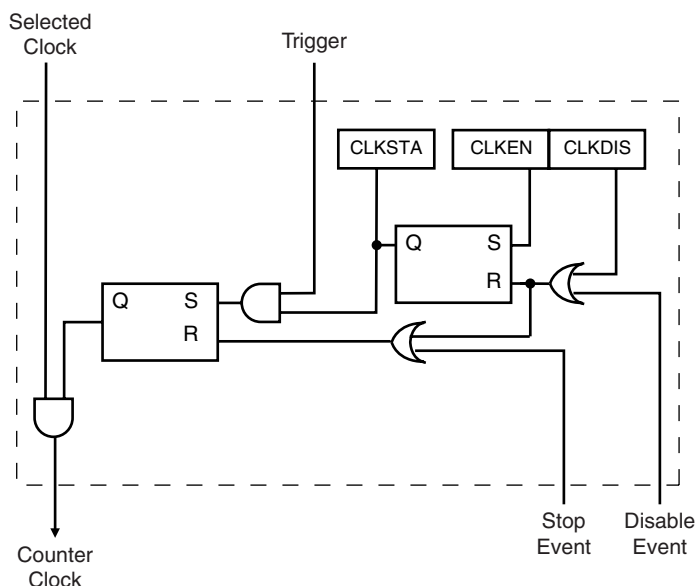 Selected
Clock
Trigger
CLKSTA
CLKEN
CLKDIS
Q
S
R
Q
S
R
Stop
Event
Disable
Event
Counter
Clock